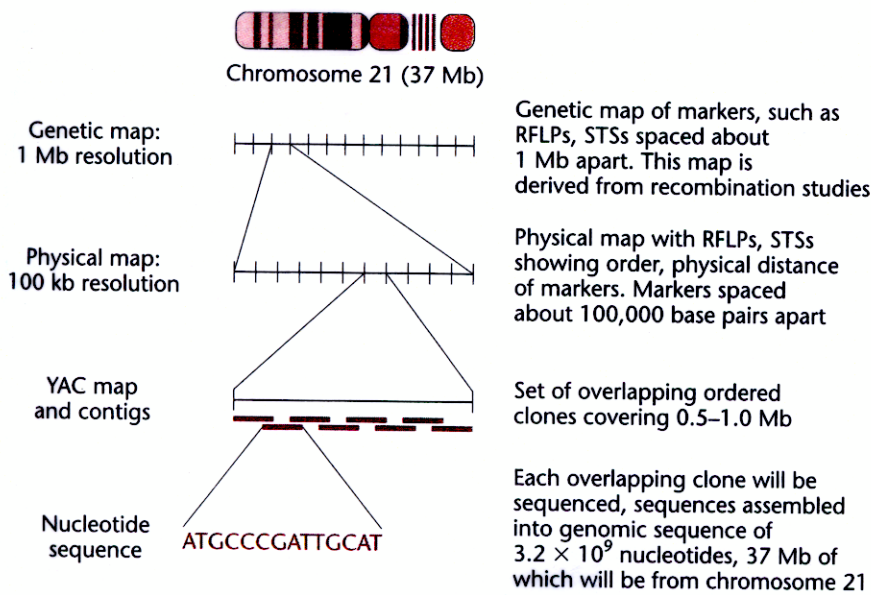 Chromosome 21 (37 Mb)
Genetic map:
1 Mb resolution
Genetic map of markers, such as
RFLPs, STSs spaced about
1 Mb apart. This map is
derived from recombination studies
Physical map:
100 kb resolution
Physical map with RFLPs, STSs
showing order, physical distance
of markers. Markers spaced
about 100,000 base pairs apart
YAC map
and contigs
Set of overlapping ordered
clones covering 0.5–1.0 Mb
Nucleotide
sequence
ATGCCCGATTGCAT
Each overlapping clone will be
sequenced, sequences assembled
into genomic sequence of
3.2 × 10⁹ nucleotides, 37 Mb of
which will be from chromosome 21